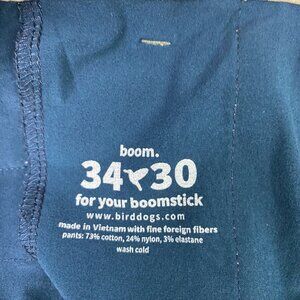 boom.
34 30
for your boomstick
www.birddogs.com
made in Vietnam with fine foreign fibers
pants: 73% cotton, 24% nylon, 3% elastane
wash cold